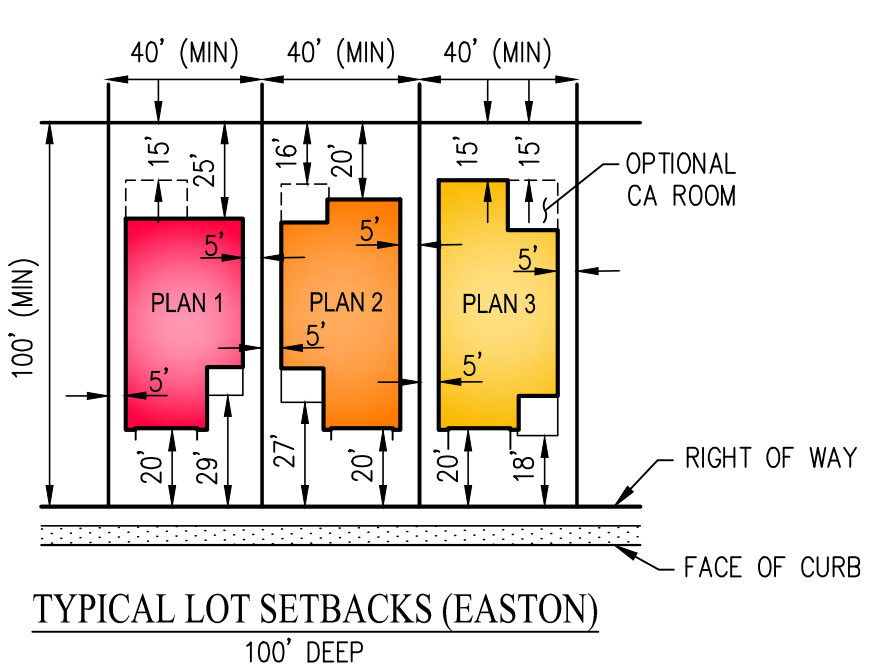 40' (MIN) 40' (MIN) 40' (MIN)
15' 25' 16' 20' 15' 15'
OPTIONAL
CA ROOM
5' 5' 5'
100' (MIN)
PLAN 1 PLAN 2 PLAN 3
5' 5' 5'
20' 29' 27' 20' 20' 18'
RIGHT OF WAY
FACE OF CURB
TYPICAL LOT SETBACKS (EASTON)
100' DEEP